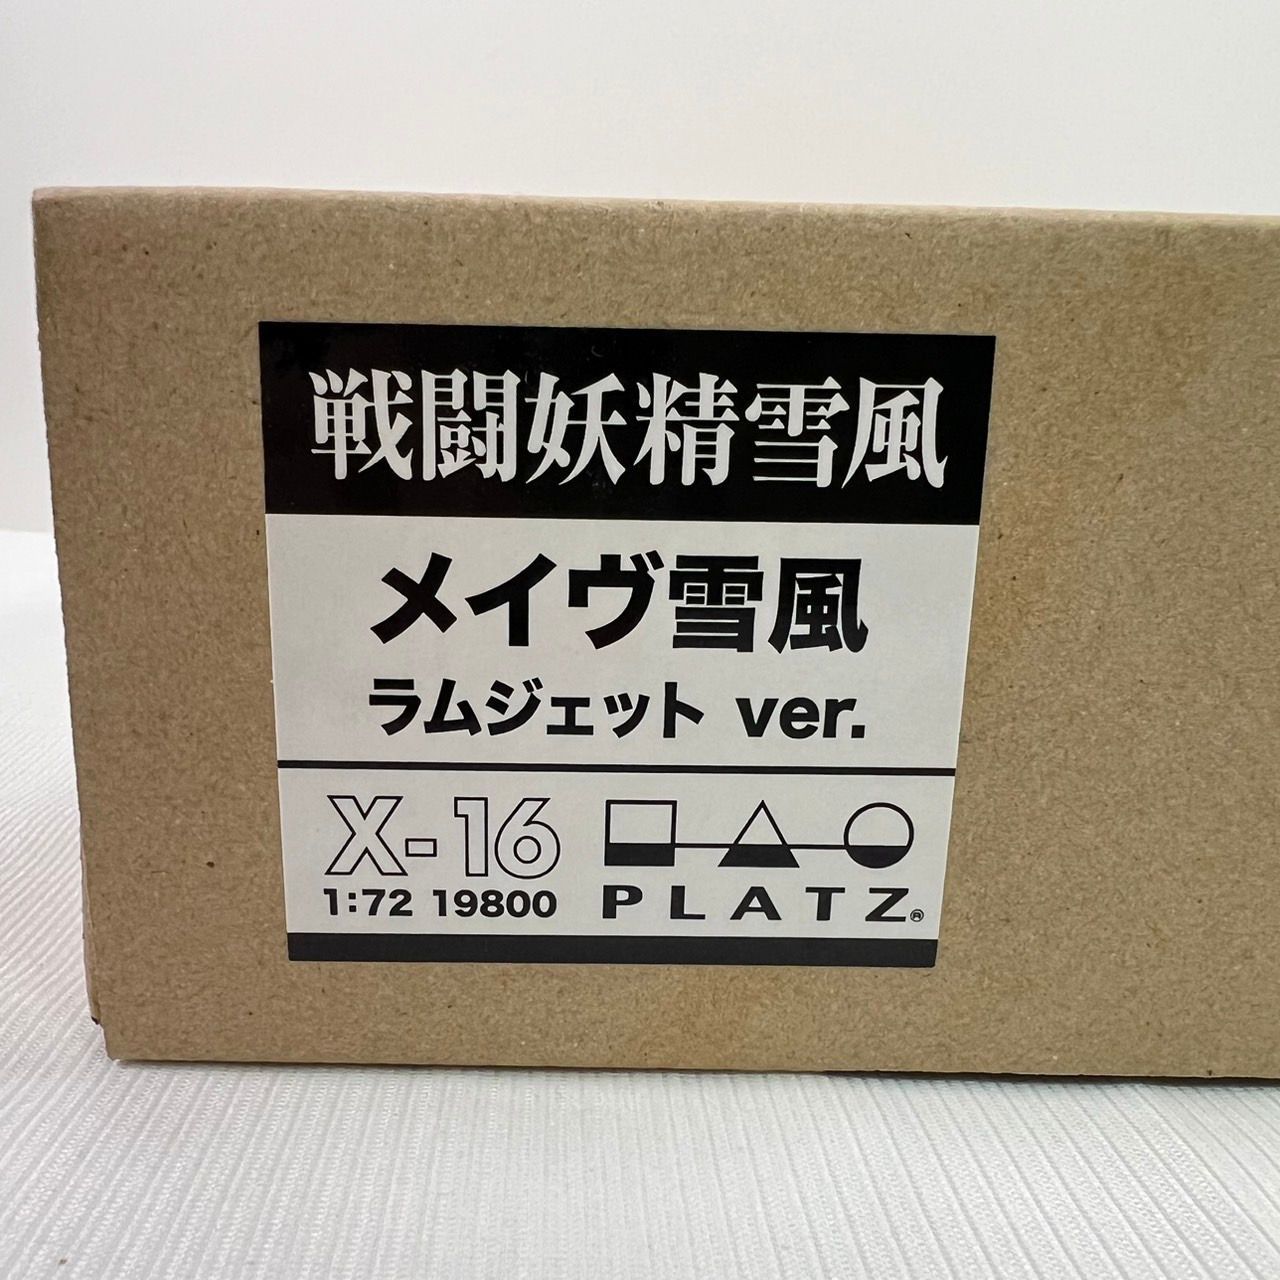 戦闘妖精雪風
メイヴ雪風
ラムジェット ver.
X-16
1:72 19800
PLATZ®